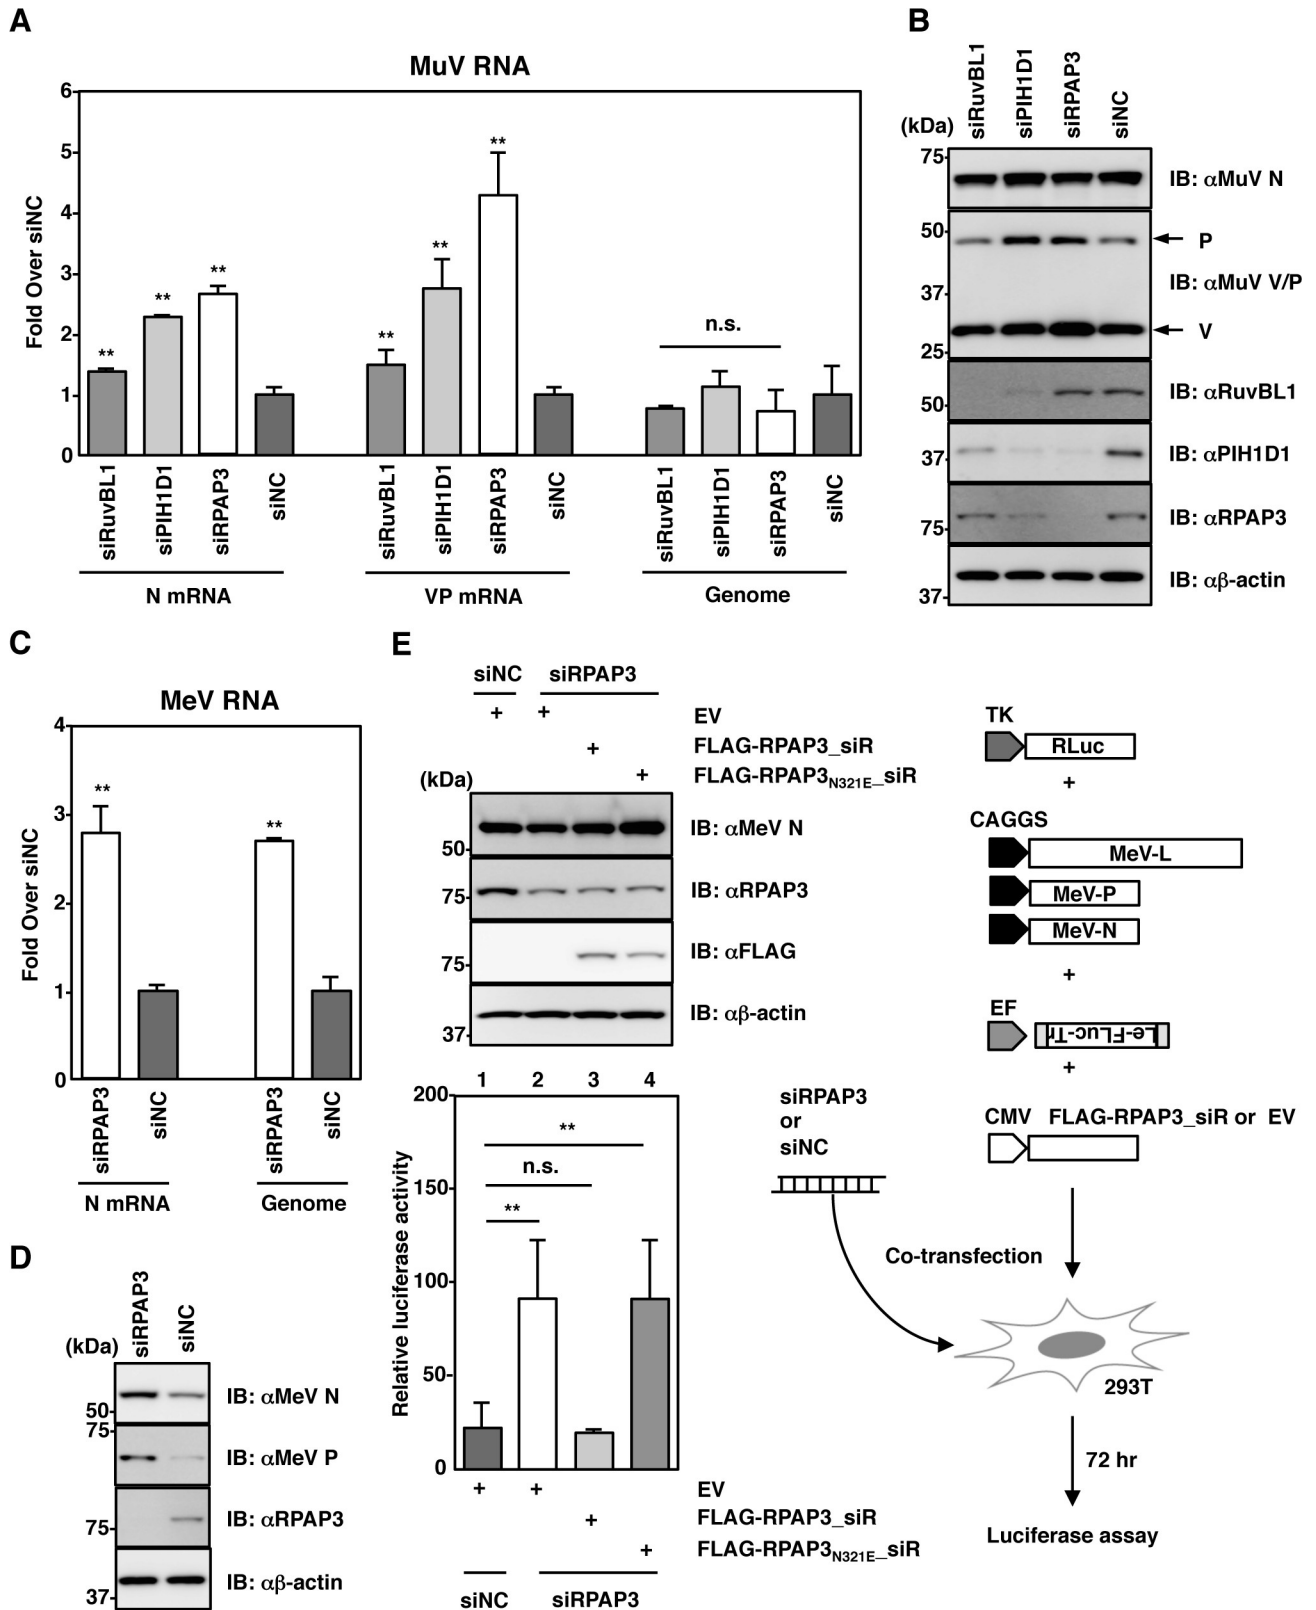 A
MuV RNA
Fold Over siNC
6
5
4
3
2
1
0
** ** ** ** ** ** n.s.
siRuvBL1 siPIH1D1 siRPAP3 siNC siRuvBL1 siPIH1D1 siRPAP3 siNC siRuvBL1 siPIH1D1 siRPAP3 siNC
N mRNA VP mRNA Genome
B
siRuvBL1 siPIH1D1 siRPAP3 siNC
(kDa)
75
IB: αMuV N
50
P
IB: αMuV V/P
37
V
25
IB: αRuvBL1
50
IB: αPIH1D1
37
IB: αRPAP3
75
IB: αβ-actin
37
C
MeV RNA
Fold Over siNC
4
3
2
1
0
** **
siRPAP3 siNC siRPAP3 siNC
N mRNA Genome
D
siRPAP3 siNC
(kDa)
IB: αMeV N
50
75
IB: αMeV P
IB: αRPAP3
75
IB: αβ-actin
37
E
siNC siRPAP3
+ + EV
+ FLAG-RPAP3_siR
+ FLAG-RPAP3N321E_siR
(kDa)
IB: αMeV N
50
IB: αRPAP3
75
IB: αFLAG
75
IB: αβ-actin
37
1 2 3 4
Relative luciferase activity
200
150
100
50
0
**
n.s.
**
+ + EV
+ FLAG-RPAP3_siR
+ FLAG-RPAP3N321E_siR
siNC siRPAP3
TK
RLuc
+
CAGGS
MeV-L
MeV-P
MeV-N
+
EF
Le-FLuc-Tr
+
CMV FLAG-RPAP3_siR or EV
siRPAP3
or
siNC
Co-transfection
293T
72 hr
Luciferase assay